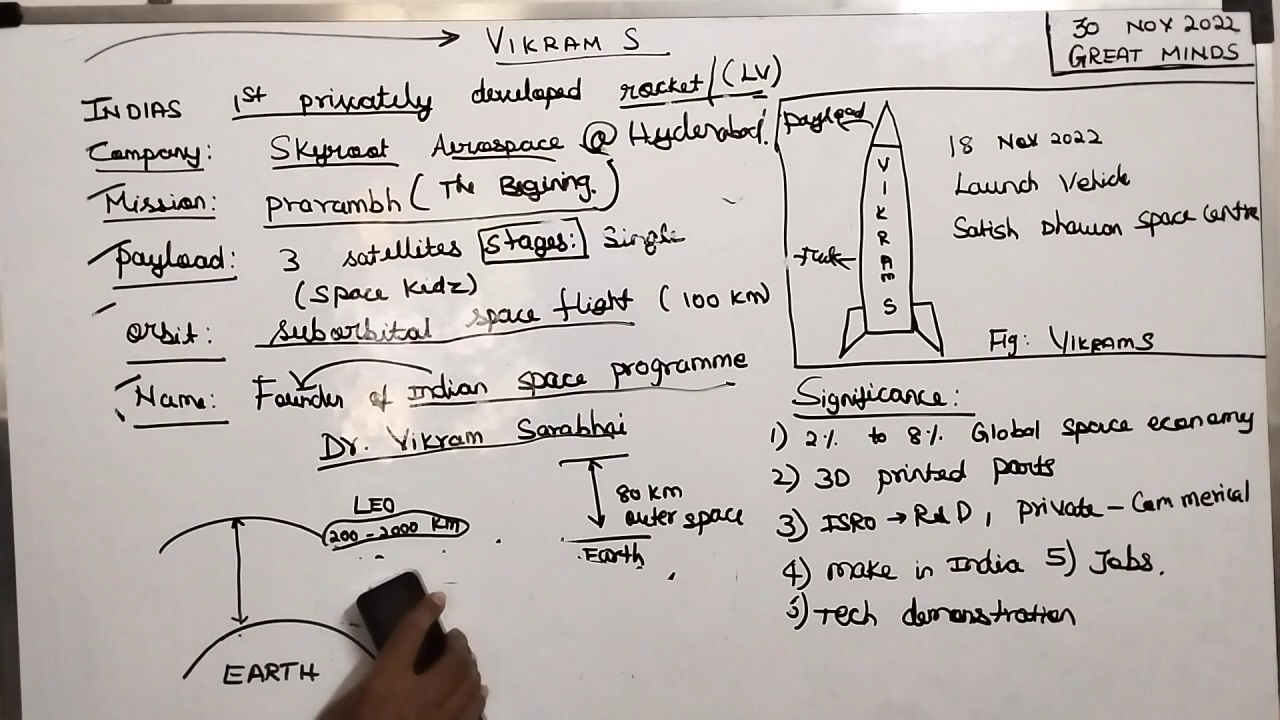 VIKRAM S
30 NOV 2022
GREAT MINDS
INDIAS 1st privately developed rocket/(LV)
Company: Skyroot Aerospace @ Hyderabad.
Mission: prarambh (The Begining.)
Payload: 3 satellites Stages: Single
(Space Kidz)
Orbit: suborbital space flight (100 KM)
Name: Founder of Indian space programme
Dr. Vikram Sarabhai
LEO
200-2000 KM
EARTH
80 KM
outer space
Earth
payload
VIKRAM S
18 Nov 2022
Launch Vehicle
Satish Dhawan space centre
Fig: VIKRAM S
Significance:
1) 2% to 8% Global space economy
2) 3D printed parts
3) ISRO → R&D, private - Commerical
4) make in India 5) Jobs.
Tech demonstration